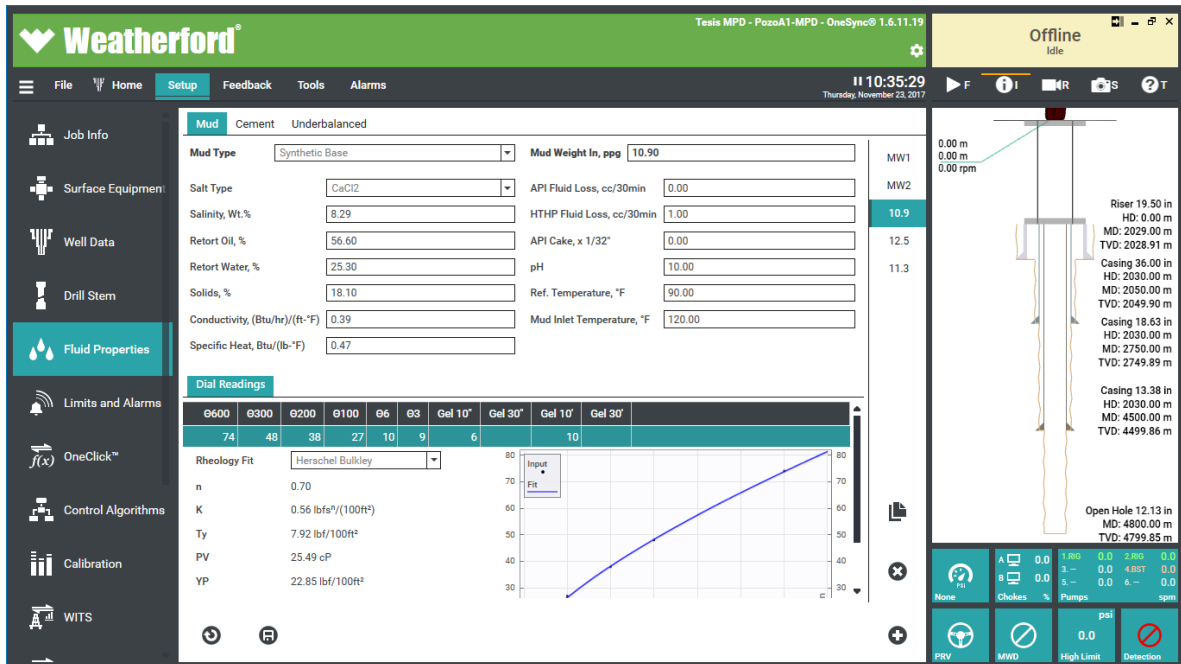 Weatherford®
Tesis MPD - PozoA1-MPD - OneSync® 1.6.11.19
Offline
Idle
File Home Setup Feedback Tools Alarms
10:35:29
Thursday, November 23, 2017
F I R S T
Job Info
Surface Equipment
Well Data
Drill Stem
Fluid Properties
Limits and Alarms
f(x) OneClick™
Control Algorithms
Calibration
WITS
Mud Cement Underbalanced
Mud Type Synthetic Base Mud Weight In, ppg 10.90
Salt Type CaCl2 API Fluid Loss, cc/30min 0.00
Salinity, Wt.% 8.29 HTHP Fluid Loss, cc/30min 1.00
Retort Oil, % 56.60 API Cake, x 1/32" 0.00
Retort Water, % 25.30 pH 10.00
Solids, % 18.10 Ref. Temperature, °F 90.00
Conductivity, (Btu/hr)/(ft-°F) 0.39 Mud Inlet Temperature, °F 120.00
Specific Heat, Btu/(lb-°F) 0.47
MW1
MW2
10.9
12.5
11.3
Dial Readings
Θ600 Θ300 Θ200 Θ100 Θ6 Θ3 Gel 10" Gel 30" Gel 10' Gel 30'
74 48 38 27 10 9 6 10
Rheology Fit Herschel Bulkley
n 0.70
K 0.56 lbfsⁿ/(100ft²)
Ty 7.92 lbf/100ft²
PV 25.49 cP
YP 22.85 lbf/100ft²
Input
Fit
80 80
70 70
60 60
50 50
40 40
30 30
0.00 m
0.00 m
0.00 rpm
Riser 19.50 in
HD: 0.00 m
MD: 2029.00 m
TVD: 2028.91 m
Casing 36.00 in
HD: 2030.00 m
MD: 2050.00 m
TVD: 2049.90 m
Casing 18.63 in
HD: 2030.00 m
MD: 2750.00 m
TVD: 2749.89 m
Casing 13.38 in
HD: 2030.00 m
MD: 4500.00 m
TVD: 4499.86 m
Open Hole 12.13 in
MD: 4800.00 m
TVD: 4799.85 m
PSI
None
A 0.0
B 0.0
Chokes %
1.RIG 0.0 2.RIG 0.0
3.-- 0.0 4.BST 0.0
5.-- 0.0 6.-- 0.0
Pumps spm
PRV
MWD
psi
0.0
High Limit
Detection